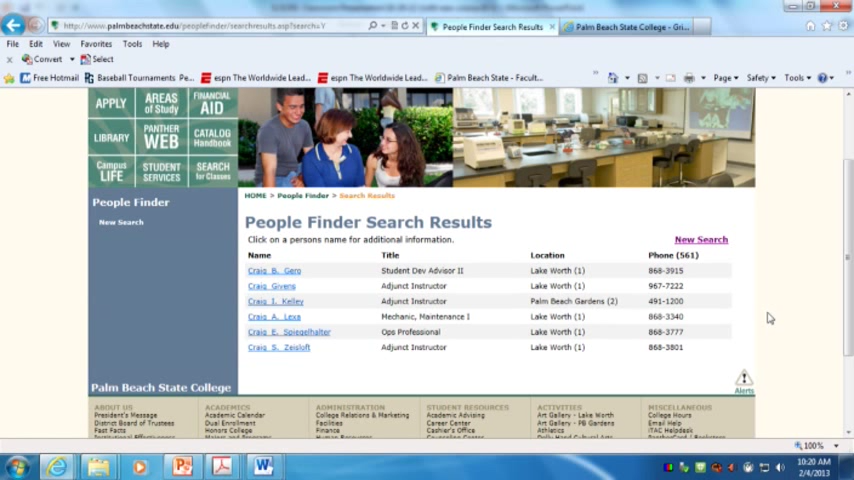 http://www.palmbeachstate.edu/peoplefinder/searchresults.asp?search=Y
People Finder Search Results
Palm Beach State College - Gri...
File Edit View Favorites Tools Help
Convert Select
Free Hotmail Baseball Tournaments Pe... espn The Worldwide Lead... espn The Worldwide Lead... Palm Beach State - Facult...
Page Safety Tools
APPLY AREAS of Study FINANCIAL AID
LIBRARY PANTHER WEB CATALOG Handbook
Campus LIFE STUDENT SERVICES SEARCH for Classes
People Finder
New Search
HOME > People Finder > Search Results
People Finder Search Results
Click on a persons name for additional information.
New Search
Name Title Location Phone (561)
Craig B. Gero Student Dev Advisor II Lake Worth (1) 868-3915
Craig Givens Adjunct Instructor Lake Worth (1) 967-7222
Craig I. Kelley Adjunct Instructor Palm Beach Gardens (2) 491-1200
Craig A. Lexa Mechanic, Maintenance I Lake Worth (1) 868-3340
Craig E. Spiegelhalter Ops Professional Lake Worth (1) 868-3777
Craig S. Zeisloft Adjunct Instructor Lake Worth (1) 868-3801
Alerts
Palm Beach State College
ABOUT US ACADEMICS ADMINISTRATION STUDENT RESOURCES ACTIVITIES MISCELLANEOUS
President's Message Academic Calendar College Relations & Marketing Academic Advising Art Gallery - Lake Worth College Hours
District Board of Trustees Dual Enrollment Facilities Career Center Art Gallery - PB Gardens Email Help
Fast Facts Honors College Finance Cashier's Office Athletics iTAC Helpdesk
100%
10:20 AM
2/4/2013